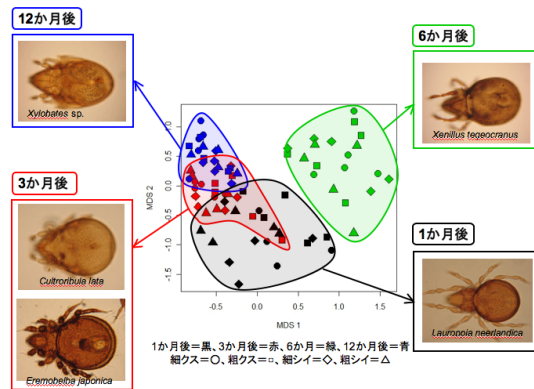 12か月後
Xylobates sp.
6か月後
Xenillus tegeocranus
3か月後
Cultroribula lata
Eremobelba japonica
1か月後
Lauroppia neerlandica
MDS 2
1.0
0.5
0.0
-0.5
-1.0
-1.5
-0.5
0.0
0.5
1.0
1.5
MDS 1
1か月後=黒、3か月後=赤、6か月=緑、12か月後=青
細クス=〇、粗クス=□、細シイ=◇、粗シイ=△